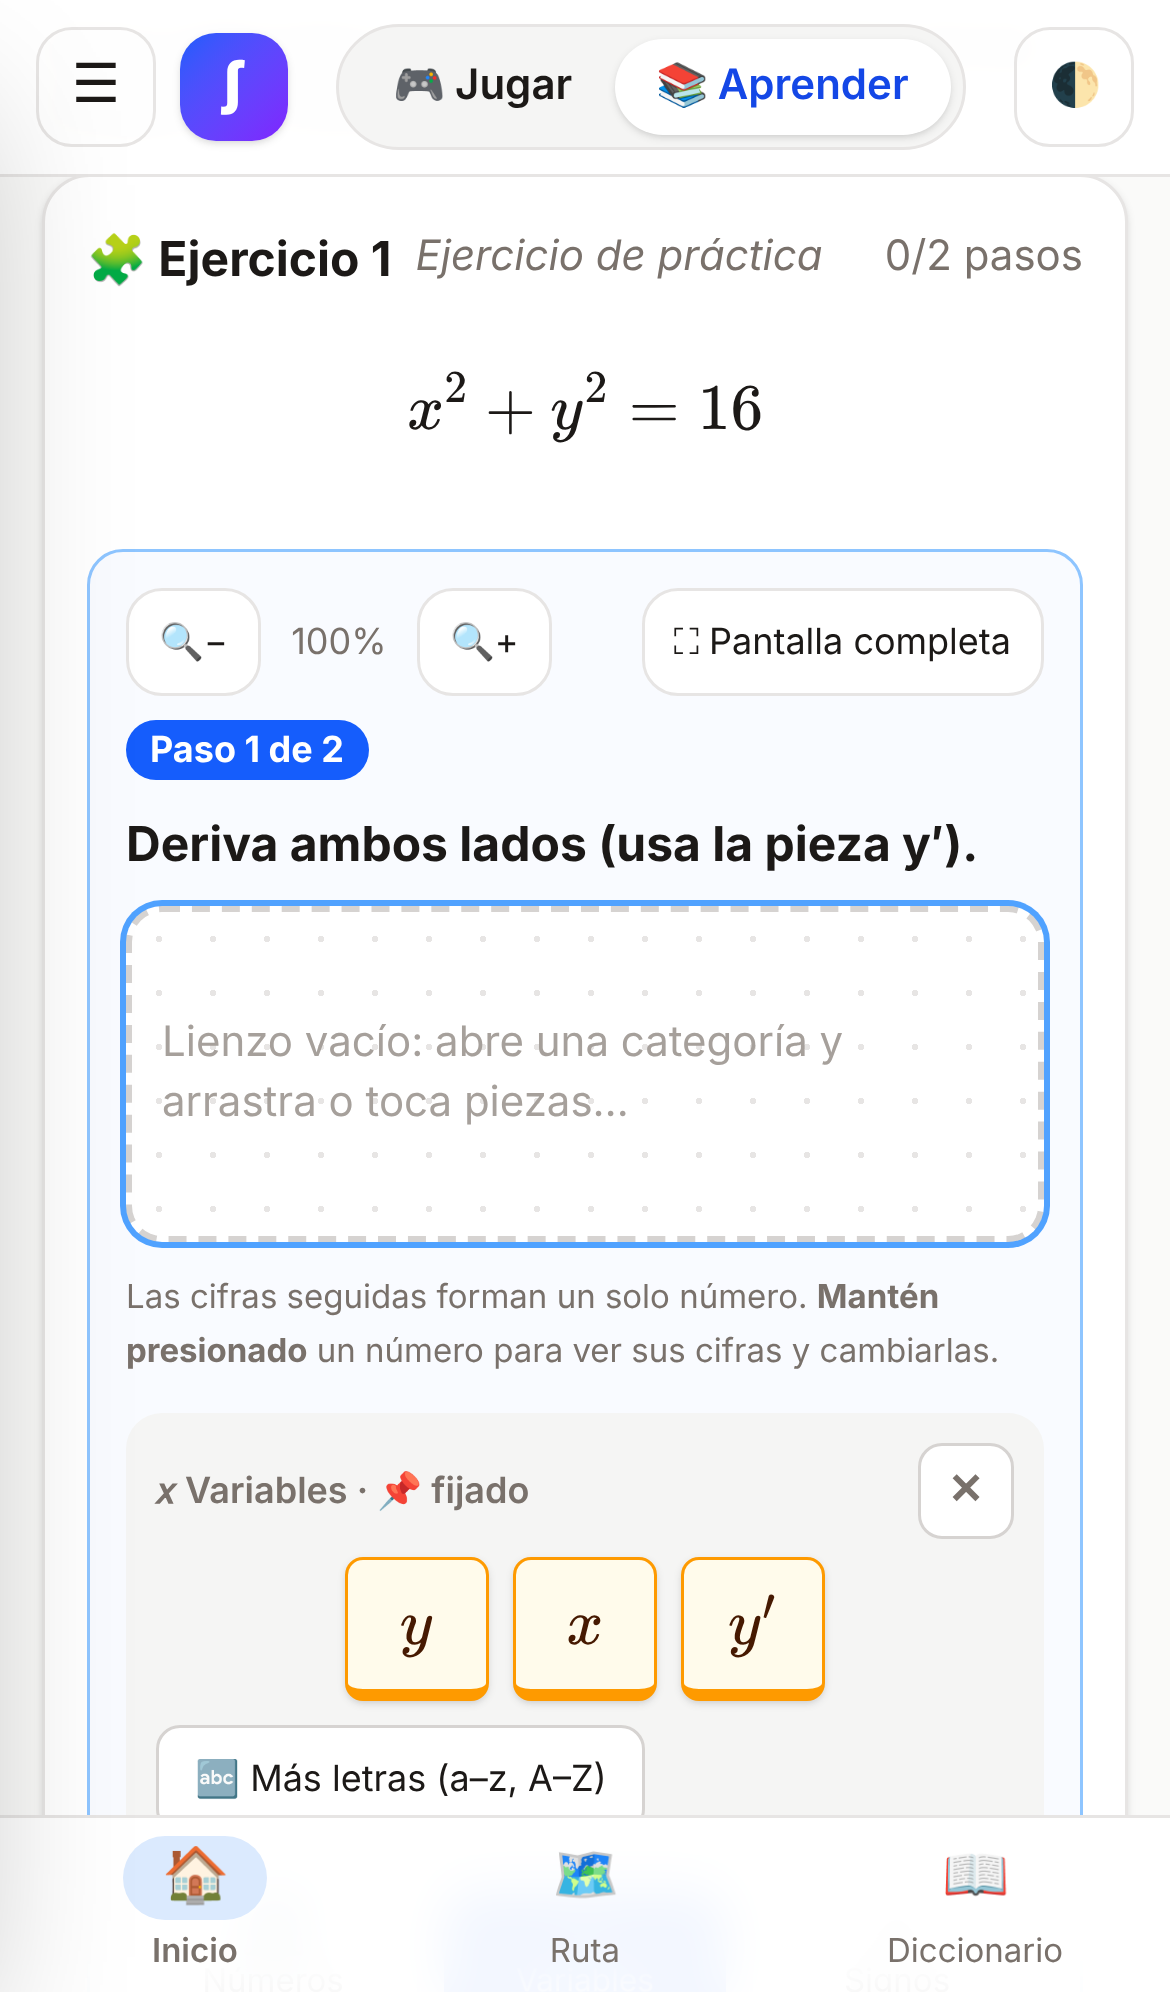 ☰ ∫ 🎮 Jugar 📚 Aprender 🌓
🧩 Ejercicio 1 Ejercicio de práctica 0/2 pasos
x² + y² = 16
🔍− 100% 🔍+ ⛶ Pantalla completa
Paso 1 de 2
Deriva ambos lados (usa la pieza y′).
Lienzo vacío: abre una categoría y
arrastra o toca piezas…
Las cifras seguidas forman un solo número. Mantén
presionado un número para ver sus cifras y cambiarlas.
x Variables · 📌 fijado ✕
y x y′
🔤 Más letras (a–z, A–Z)
Inicio Ruta Diccionario
Números Variables Signos